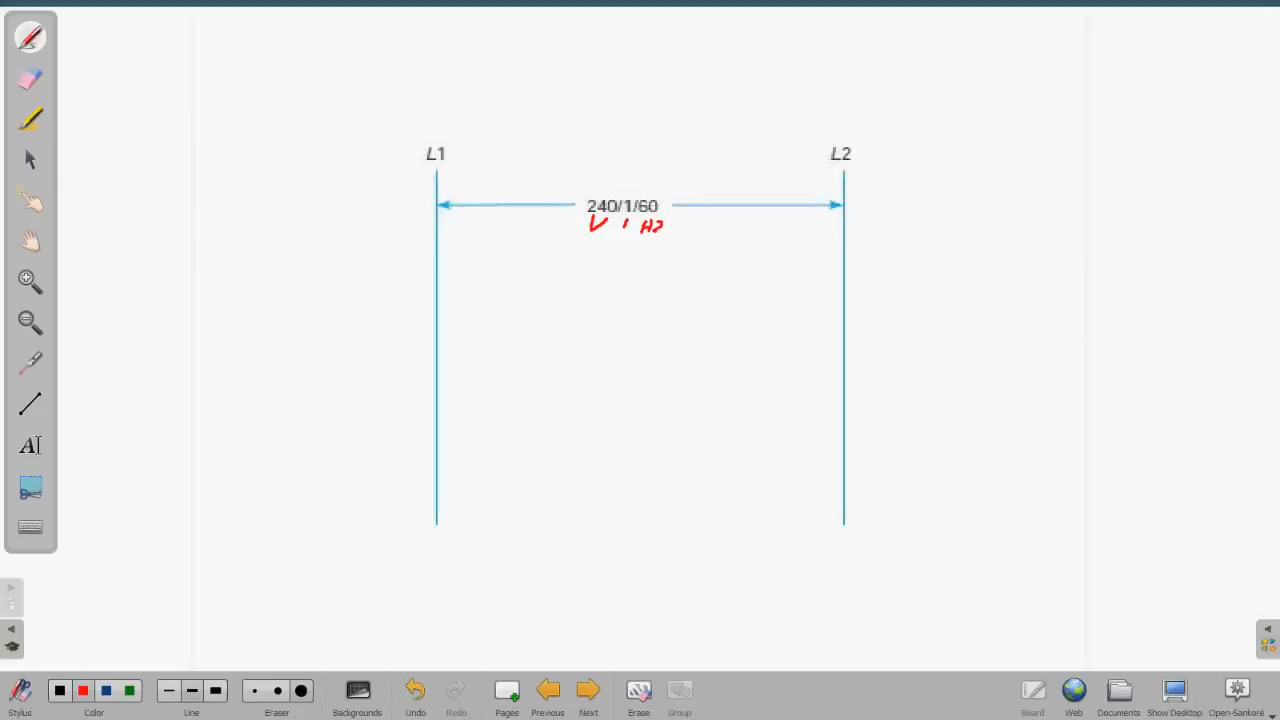 L1 L2
240/1/60
V 1 Hz
A
Stylus Color Line Eraser Backgrounds Undo Redo Pages Previous Next Erase Group Board Web Documents Show Desktop Open-Sankoré